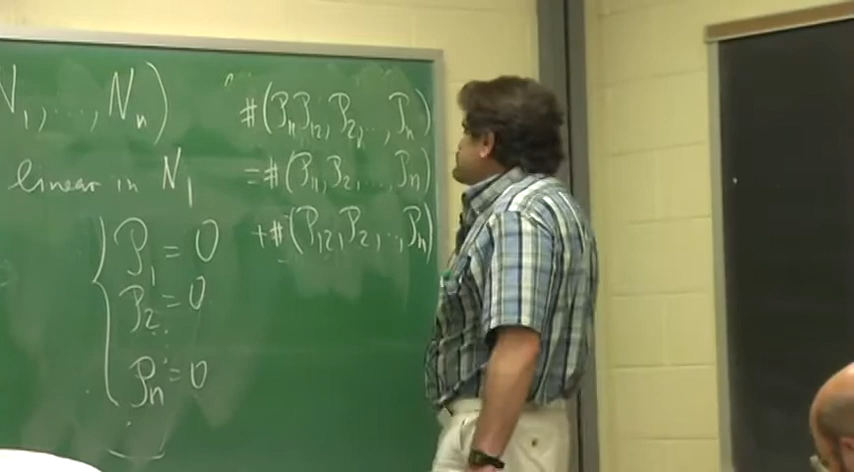 N₁, ..., Nₙ)
linear in N₁
{ P₁ = 0
P₂ = 0
⋮
Pₙ = 0
#(P₁₁P₁₂, P₂, ..., Pₙ)
= #(P₁₁, P₂, ..., Pₙ)
+ #(P₁₂, P₂, ..., Pₙ)